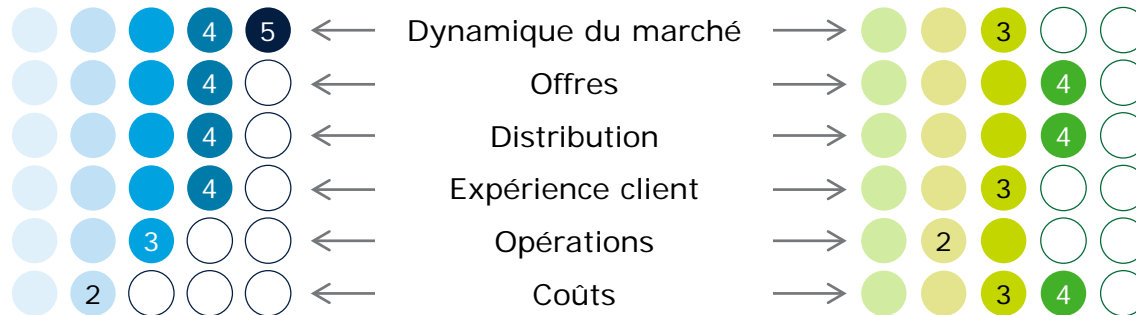 4 5 Dynamique du marché 3
4 Offres 4
4 Distribution 4
4 Expérience client 3
3 Opérations 2
2 Coûts 3 4